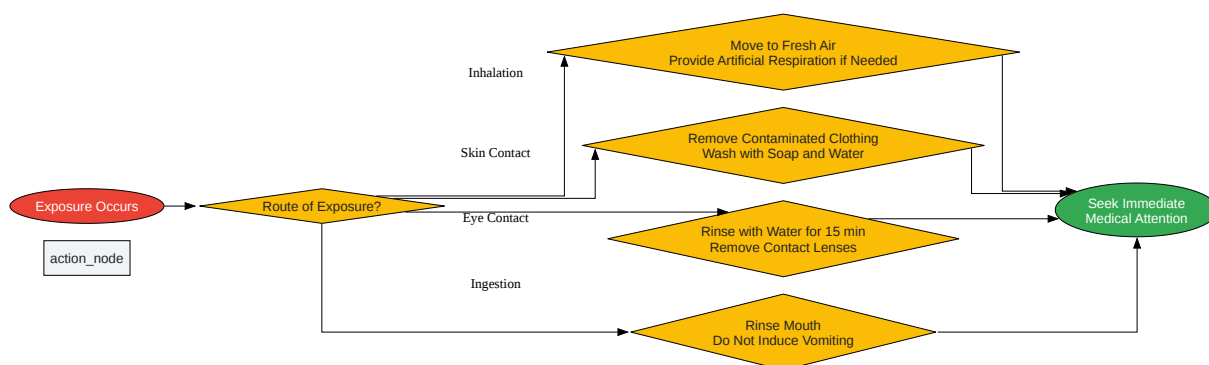 Exposure Occurs
action_node
Route of Exposure?
Inhalation
Skin Contact
Eye Contact
Ingestion
Move to Fresh Air
Provide Artificial Respiration if Needed
Remove Contaminated Clothing
Wash with Soap and Water
Rinse with Water for 15 min
Remove Contact Lenses
Rinse Mouth
Do Not Induce Vomiting
Seek Immediate
Medical Attention